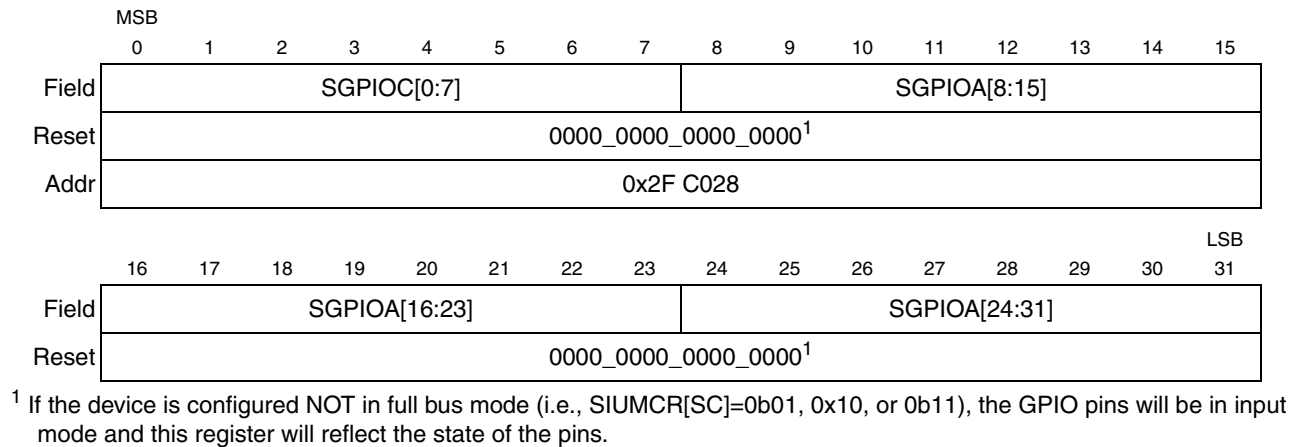 MSB
0 1 2 3 4 5 6 7 8 9 10 11 12 13 14 15
Field SGPIOC[0:7] SGPIOA[8:15]
Reset 0000_0000_0000_0000¹
Addr 0x2F C028
LSB
16 17 18 19 20 21 22 23 24 25 26 27 28 29 30 31
Field SGPIOA[16:23] SGPIOA[24:31]
Reset 0000_0000_0000_0000¹
¹ If the device is configured NOT in full bus mode (i.e., SIUMCR[SC]=0b01, 0x10, or 0b11), the GPIO pins will be in input
mode and this register will reflect the state of the pins.